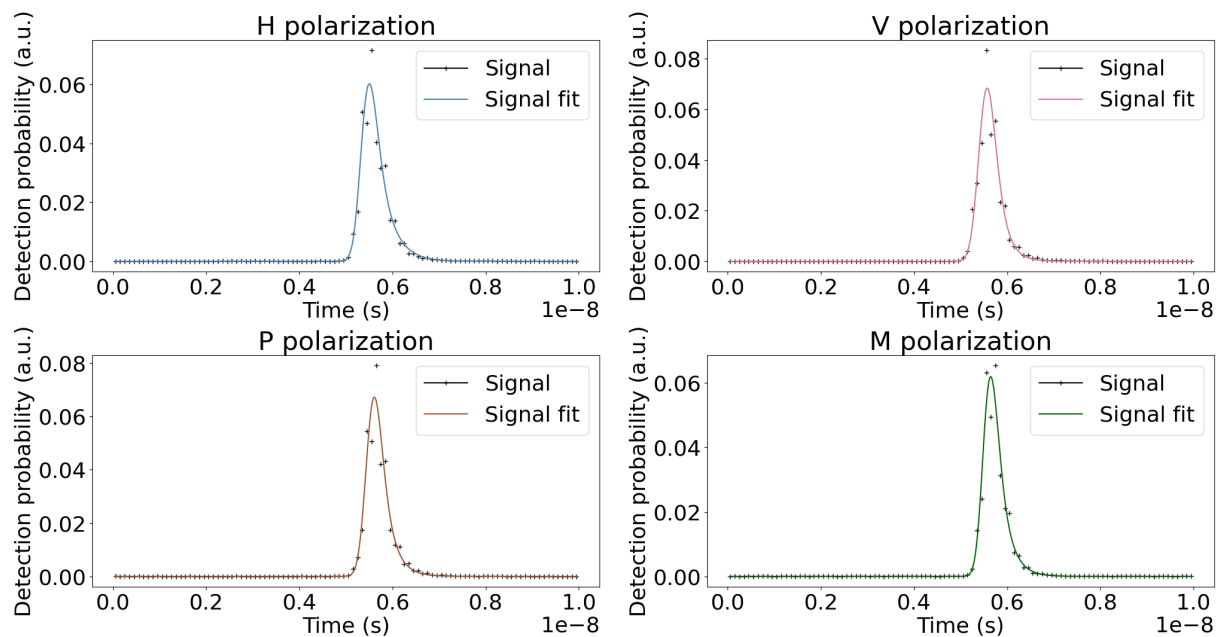 H polarization
Detection probability (a.u.)
0.06
0.04
0.02
0.00
Signal
Signal fit
0.0 0.2 0.4 0.6 0.8 1.0
Time (s)
1e−8
V polarization
Detection probability (a.u.)
0.08
0.06
0.04
0.02
0.00
Signal
Signal fit
0.0 0.2 0.4 0.6 0.8 1.0
Time (s)
1e−8
P polarization
Detection probability (a.u.)
0.08
0.06
0.04
0.02
0.00
Signal
Signal fit
0.0 0.2 0.4 0.6 0.8 1.0
Time (s)
1e−8
M polarization
Detection probability (a.u.)
0.06
0.04
0.02
0.00
Signal
Signal fit
0.0 0.2 0.4 0.6 0.8 1.0
Time (s)
1e−8